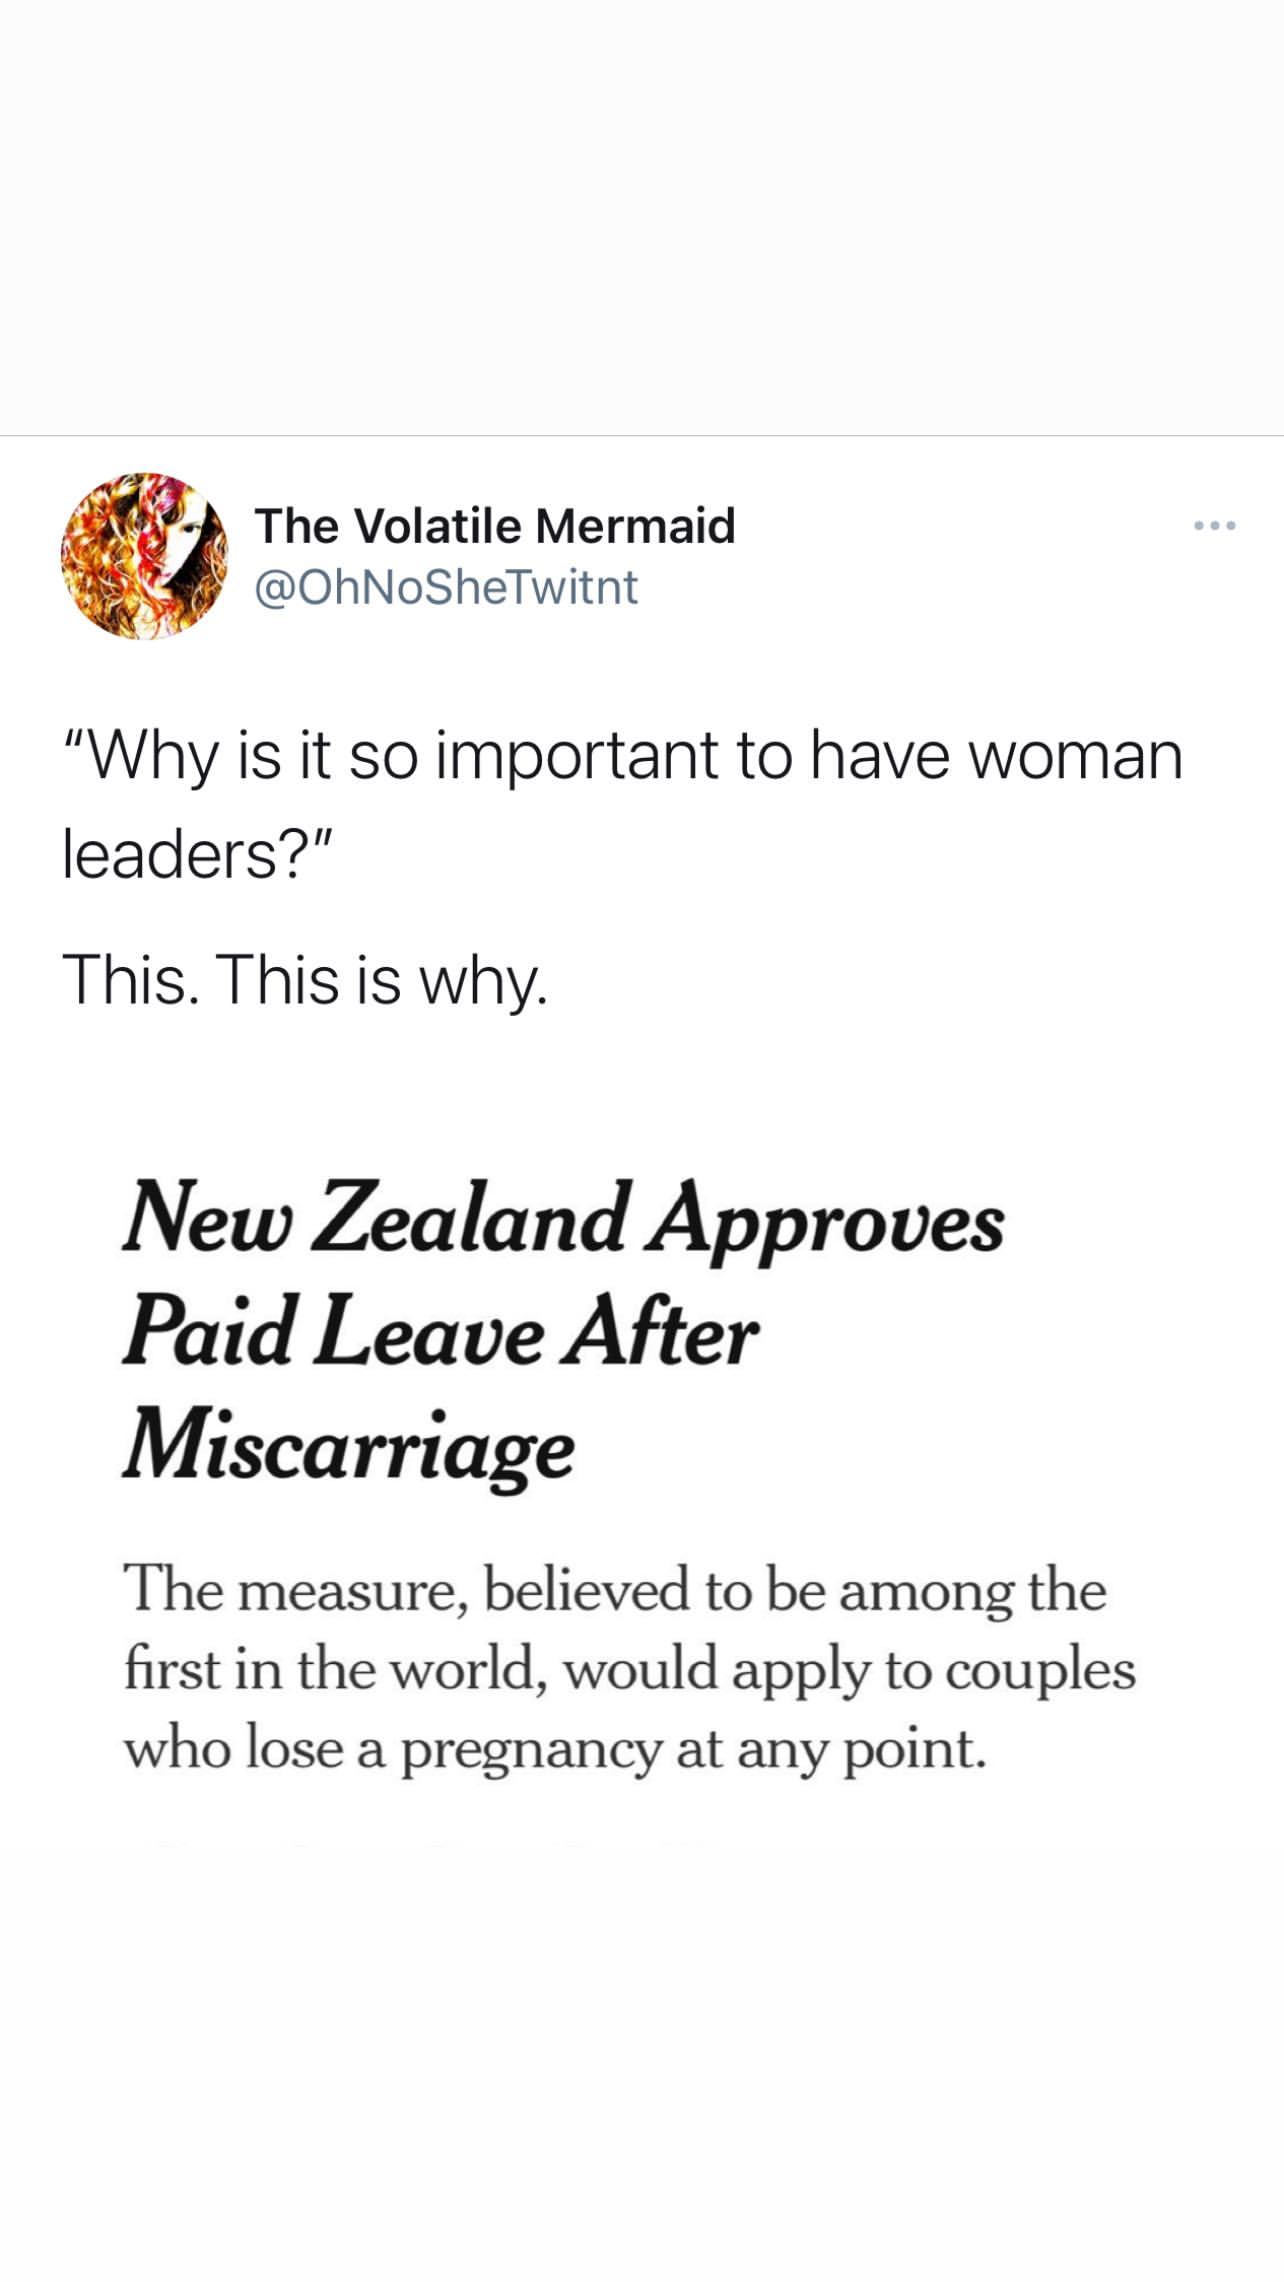 The Volatile Mermaid
@OhNoSheTwitnt
“Why is it so important to have woman
leaders?”
This. This is why.
New Zealand Approves
Paid Leave After
Miscarriage
The measure, believed to be among the
first in the world, would apply to couples
who lose a pregnancy at any point.